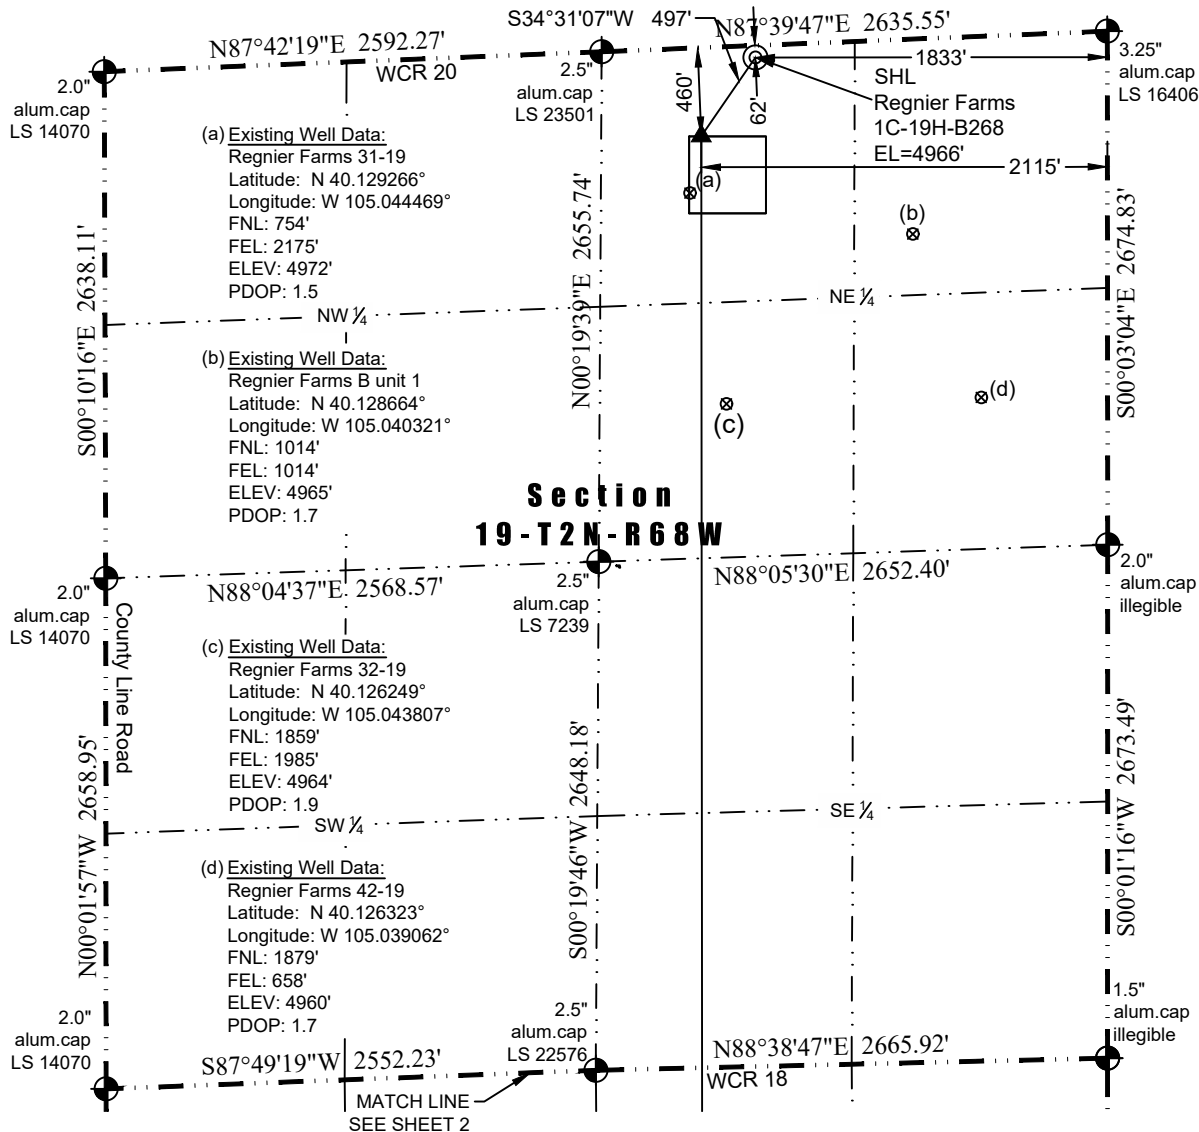 S34°31'07"W 497'
N87°42'19"E 2592.27'
N87°39'47"E 2635.55'
WCR 20
2.0"
alum.cap
LS 14070
2.5"
alum.cap
LS 23501
3.25"
alum.cap
LS 16406
460'
62'
1833'
SHL
Regnier Farms
1C-19H-B268
EL=4966'
2115'
(a) Existing Well Data:
Regnier Farms 31-19
Latitude: N 40.129266°
Longitude: W 105.044469°
FNL: 754'
FEL: 2175'
ELEV: 4972'
PDOP: 1.5
(a)
(b)
S00°10'16"E 2638.11'
N00°19'39"E 2655.74'
S00°03'04"E 2674.83'
NW ¼
NE ¼
(b) Existing Well Data:
Regnier Farms B unit 1
Latitude: N 40.128664°
Longitude: W 105.040321°
FNL: 1014'
FEL: 1014'
ELEV: 4965'
PDOP: 1.7
(c)
(d)
Section
19-T2N-R68W
2.0"
alum.cap
LS 14070
N88°04'37"E 2568.57'
2.5"
alum.cap
LS 7239
N88°05'30"E 2652.40'
2.0"
alum.cap
illegible
County Line Road
(c) Existing Well Data:
Regnier Farms 32-19
Latitude: N 40.126249°
Longitude: W 105.043807°
FNL: 1859'
FEL: 1985'
ELEV: 4964'
PDOP: 1.9
N00°01'57"W 2658.95'
S00°19'46"W 2648.18'
S00°01'16"W 2673.49'
SW ¼
SE ¼
(d) Existing Well Data:
Regnier Farms 42-19
Latitude: N 40.126323°
Longitude: W 105.039062°
FNL: 1879'
FEL: 658'
ELEV: 4960'
PDOP: 1.7
2.0"
alum.cap
LS 14070
S87°49'19"W 2552.23'
2.5"
alum.cap
LS 22576
N88°38'47"E 2665.92'
WCR 18
1.5"
alum.cap
illegible
MATCH LINE
SEE SHEET 2